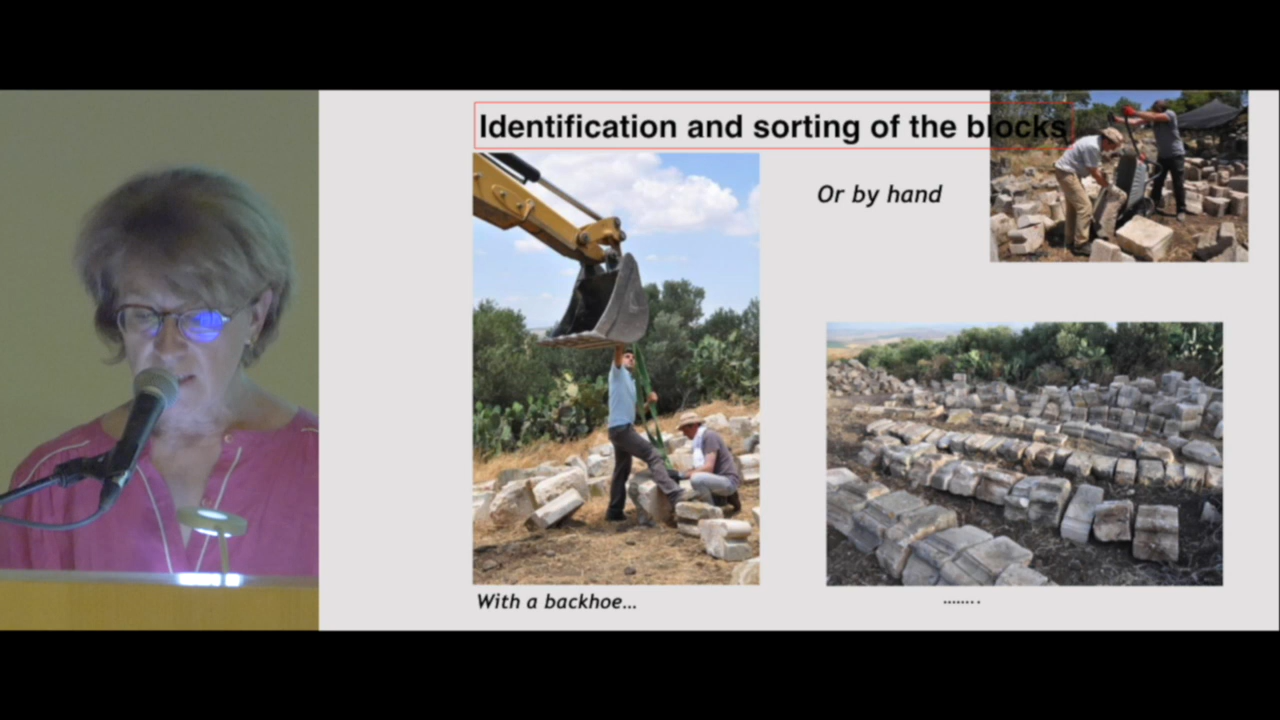 Identification and sorting of the blocks
Or by hand
With a backhoe...
........